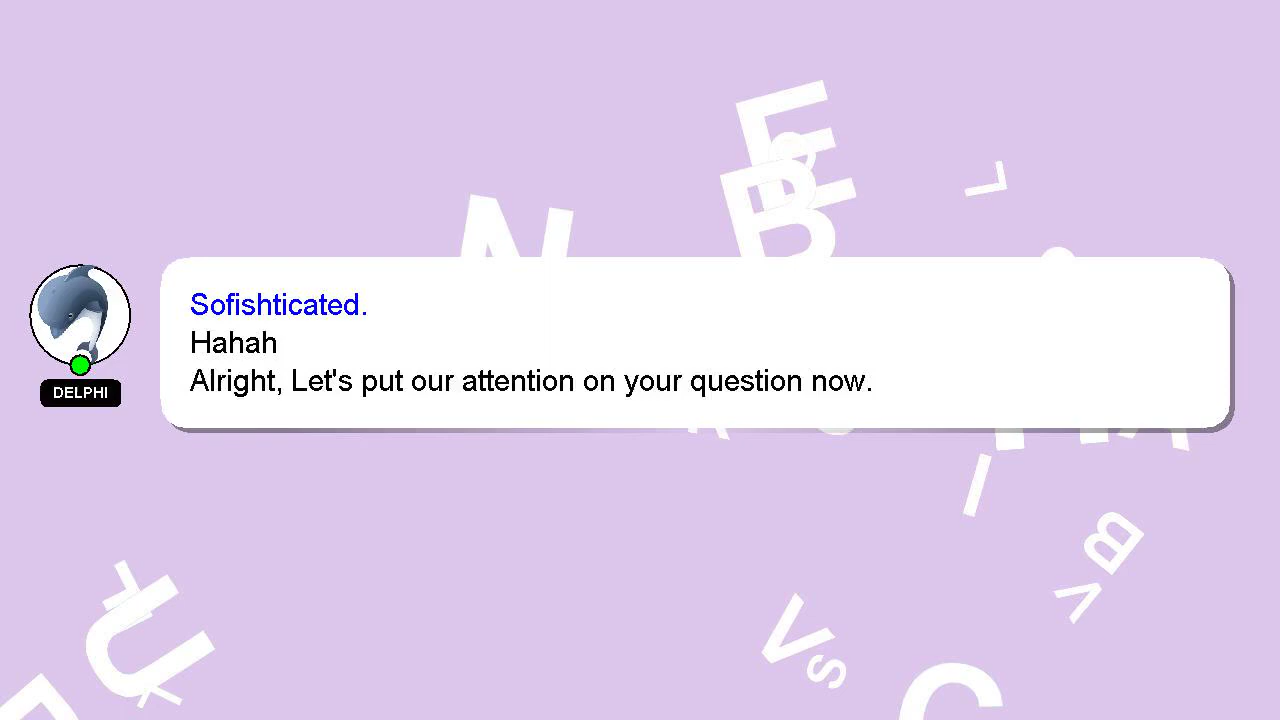 Sofishticated.
Hahah
Alright, Let's put our attention on your question now.
DELPHI
E
B
L
N
I
B
V
U
V
S
C